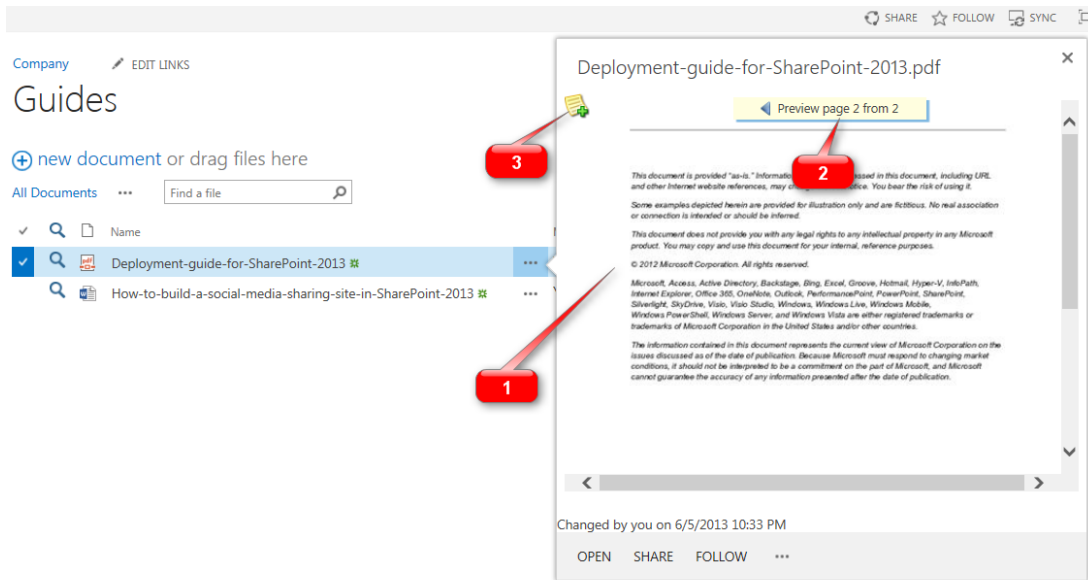 SHARE FOLLOW SYNC
Company EDIT LINKS
Guides
new document or drag files here
All Documents ... Find a file
Name
Deployment-guide-for-SharePoint-2013 ...
How-to-build-a-social-media-sharing-site-in-SharePoint-2013 ...
Deployment-guide-for-SharePoint-2013.pdf
Preview page 2 from 2
3
2
This document is provided "as-is." Information essed in this document, including URL
and other Internet website references, may You bear the risk of using it.
Some examples depicted herein are provided for illustration only and are fictitious. No real association
or connection is intended or should be inferred.
This document does not provide you with any legal rights to any intellectual property in any Microsoft
product. You may copy and use this document for your internal, reference purposes.
© 2012 Microsoft Corporation. All rights reserved.
Microsoft, Access, Active Directory, Backstage, Bing, Excel, Groove, Hotmail, Hyper-V, InfoPath,
Internet Explorer, Office 365, OneNote, Outlook, PerformancePoint, PowerPoint, SharePoint,
Silverlight, SkyDrive, Visio, Visio Studio, Windows, Windows Live, Windows Mobile,
Windows PowerShell, Windows Server, and Windows Vista are either registered trademarks or
trademarks of Microsoft Corporation in the United States and/or other countries.
The information contained in this document represents the current view of Microsoft Corporation on the
issues discussed as of the date of publication. Because Microsoft must respond to changing market
conditions, it should not be interpreted to be a commitment on the part of Microsoft, and Microsoft
cannot guarantee the accuracy of any information presented after the date of publication.
1
Changed by you on 6/5/2013 10:33 PM
OPEN SHARE FOLLOW ...